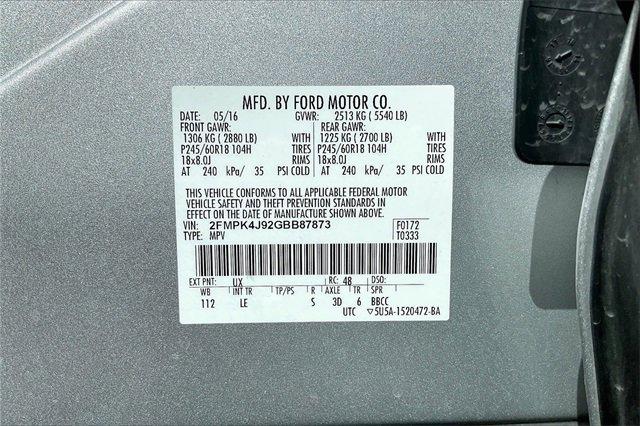 MFD. BY FORD MOTOR CO.
DATE: 05/16 GVWR: 2513 KG ( 5540 LB)
FRONT GAWR: REAR GAWR:
1306 KG ( 2880 LB) WITH 1225 KG ( 2700 LB) WITH
P245/60R18 104H TIRES P245/60R18 104H TIRES
18x8.0J RIMS 18x8.0J RIMS
AT 240 kPa/ 35 PSI COLD AT 240 kPa/ 35 PSI COLD
THIS VEHICLE CONFORMS TO ALL APPLICABLE FEDERAL MOTOR
VEHICLE SAFETY AND THEFT PREVENTION STANDARDS IN
EFFECT ON THE DATE OF MANUFACTURE SHOWN ABOVE.
VIN: 2FMPK4J92GBB87873 F0172
TYPE: MPV T0333
EXT PNT: UX RC: 48 DSO:
WB INT TR TP/PS R AXLE TR SPR
112 LE S 3D 6 BBCC
UTC ▽5U5A-1520472-BA